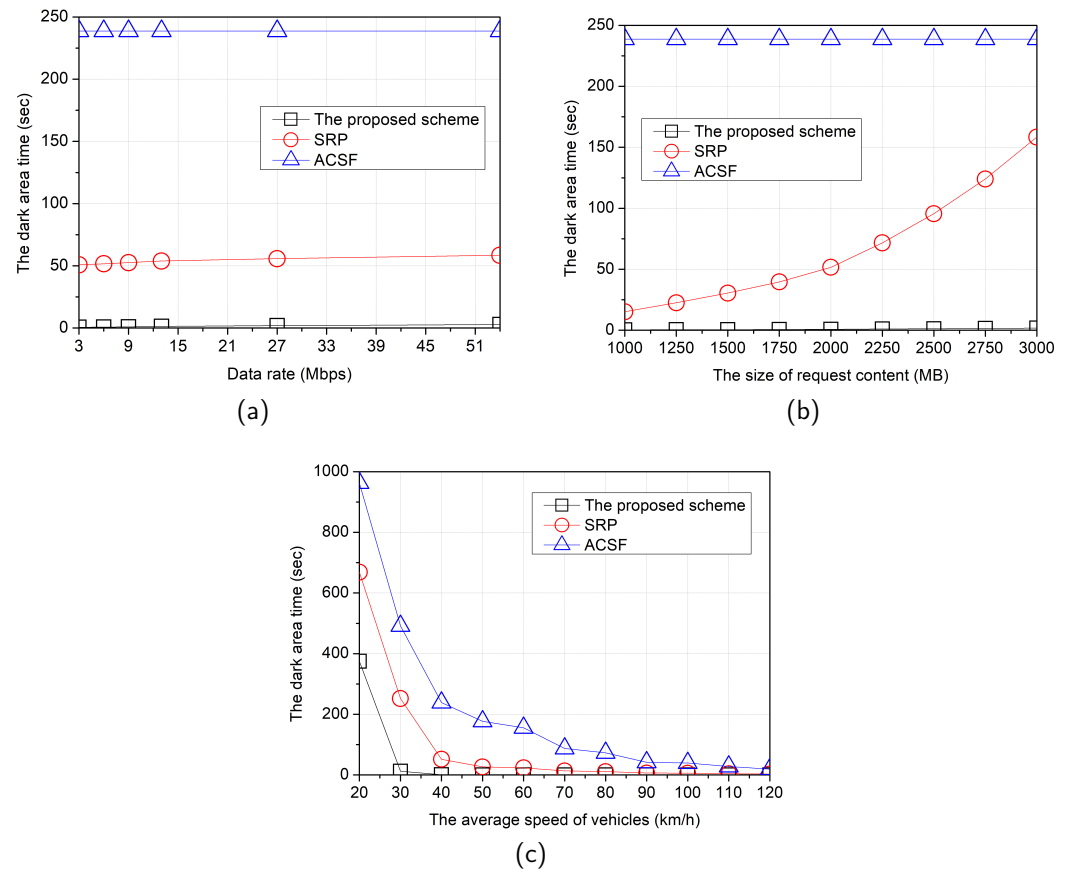 250
200
150
100
50
0
The dark area time (sec)
The proposed scheme
SRP
ACSF
3 9 15 21 27 33 39 45 51
Data rate (Mbps)
(a)
250
200
150
100
50
0
The dark area time (sec)
The proposed scheme
SRP
ACSF
1000 1250 1500 1750 2000 2250 2500 2750 3000
The size of request content (MB)
(b)
1000
800
600
400
200
0
The dark area time (sec)
The proposed scheme
SRP
ACSF
20 30 40 50 60 70 80 90 100 110 120
The average speed of vehicles (km/h)
(c)